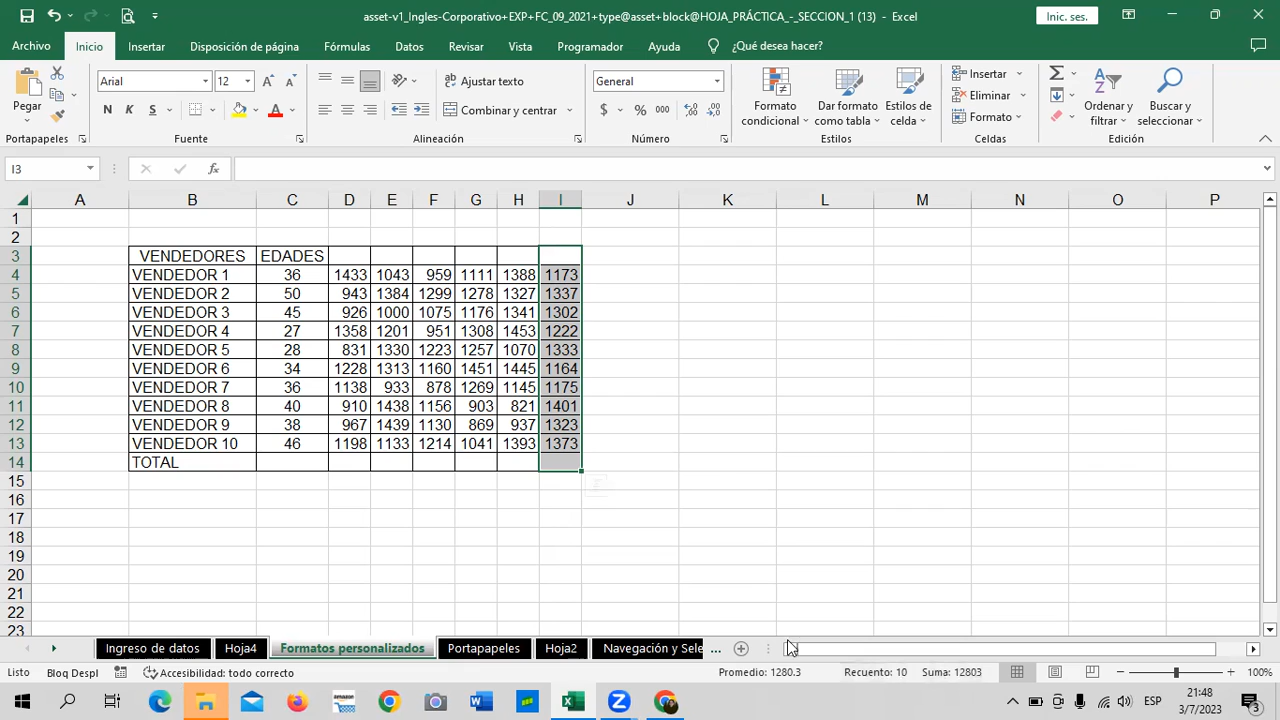 asset-v1_Ingles-Corporativo+EXP+FC_09_2021+type@asset+block@HOJA_PRÁCTICA_-_SECCION_1 (13) - Excel
Inic. ses.
Archivo Inicio Insertar Disposición de página Fórmulas Datos Revisar Vista Programador Ayuda ¿Qué desea hacer?
Pegar
Arial 12
N K S
Ajustar texto
Combinar y centrar
General
$ % 000
Formato condicional
Dar formato como tabla
Estilos de celda
Insertar
Eliminar
Formato
Ordenar y filtrar
Buscar y seleccionar
Portapapeles Fuente Alineación Número Estilos Celdas Edición
I3 fx
A B C D E F G H I J K L M N O P
1
2
3 VENDEDORES EDADES
4 VENDEDOR 1 36 1433 1043 959 1111 1388 1173
5 VENDEDOR 2 50 943 1384 1299 1278 1327 1337
6 VENDEDOR 3 45 926 1000 1075 1176 1341 1302
7 VENDEDOR 4 27 1358 1201 951 1308 1453 1222
8 VENDEDOR 5 28 831 1330 1223 1257 1070 1333
9 VENDEDOR 6 34 1228 1313 1160 1451 1445 1164
10 VENDEDOR 7 36 1138 933 878 1269 1145 1175
11 VENDEDOR 8 40 910 1438 1156 903 821 1401
12 VENDEDOR 9 38 967 1439 1130 869 937 1323
13 VENDEDOR 10 46 1198 1133 1214 1041 1393 1373
14 TOTAL
15
16
17
18
19
20
21
22
23
Ingreso de datos Hoja4 Formatos personalizados Portapapeles Hoja2 Navegación y Sele ...
Listo Bloq Despl Accesibilidad: todo correcto Promedio: 1280.3 Recuento: 10 Suma: 12803 100%
amazon
ESP
21:48
3/7/2023
3